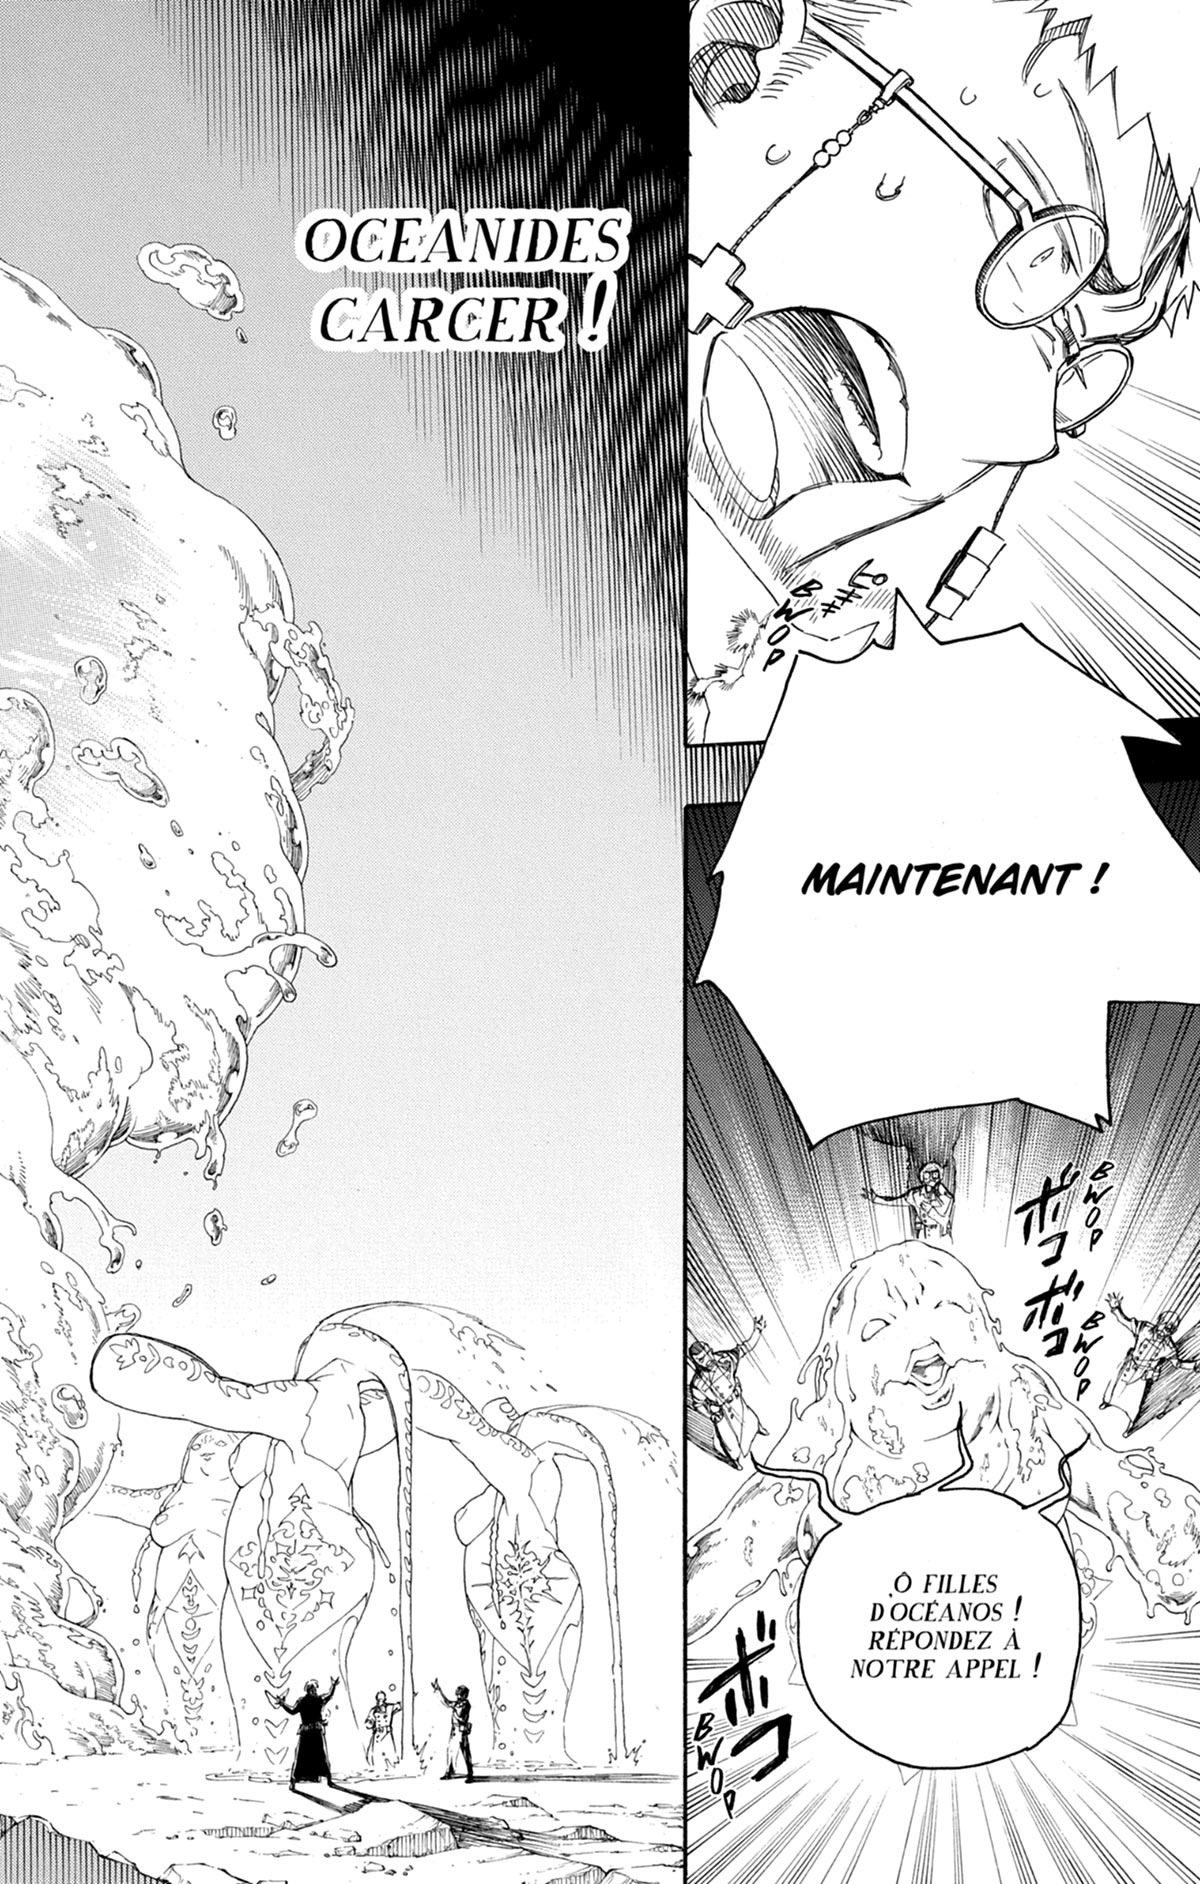 BWOP
MAINTENANT !
BWOP
ボコ
ボコ
BWOP
Ô FILLES
D'OCÉANOS !
RÉPONDEZ À
NOTRE APPEL !
ボコ
BWOP
OCEANIDES
CARCER !